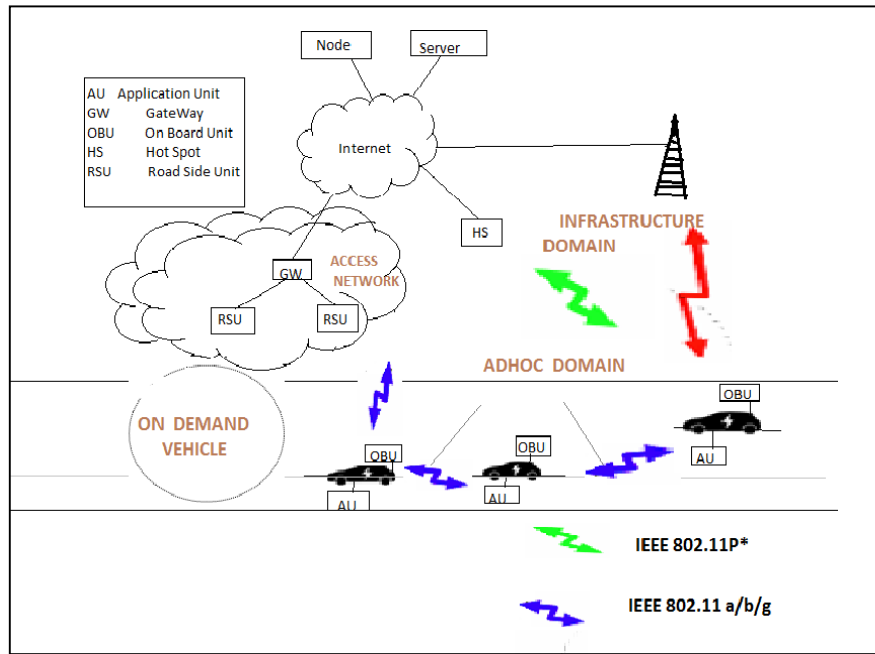 Node
Server
AU Application Unit
GW GateWay
OBU On Board Unit
HS Hot Spot
RSU Road Side Unit
Internet
INFRASTRUCTURE
DOMAIN
HS
ACCESS
NETWORK
GW
RSU
RSU
ADHOC DOMAIN
ON DEMAND
VEHICLE
OBU
AU
OBU
AU
OBU
AU
IEEE 802.11P*
IEEE 802.11 a/b/g